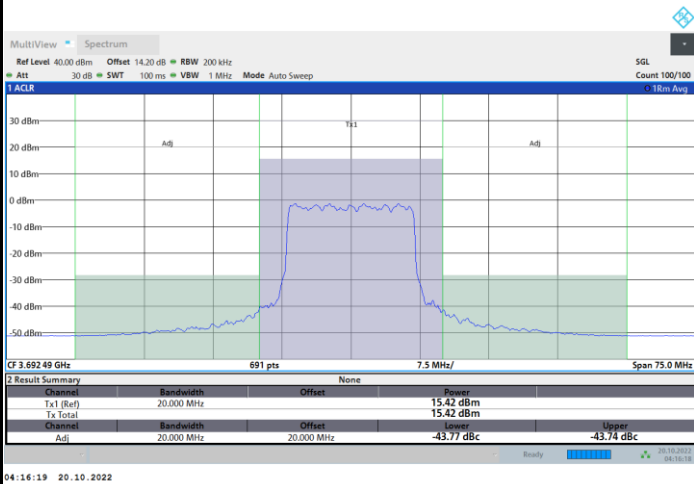 MultiView Spectrum
Ref Level 40.00 dBm Offset 14.20 dB RBW 200 kHz SGL
Att 30 dB SWT 100 ms VBW 1 MHz Mode Auto Sweep Count 100/100
1 ACLR 1Rm Avg
30 dBm
Tx1
20 dBm
Adj Adj
10 dBm
0 dBm
-10 dBm
-20 dBm
-30 dBm
-40 dBm
-50 dBm
CF 3.692 49 GHz 691 pts 7.5 MHz/ Span 75.0 MHz
2 Result Summary None
Channel Bandwidth Offset Power
Tx1 (Ref) 20.000 MHz 15.42 dBm
Tx Total 15.42 dBm
Channel Bandwidth Offset Lower Upper
Adj 20.000 MHz 20.000 MHz -43.77 dBc -43.74 dBc
Ready 20.10.2022
04:16:18
04:16:19 20.10.2022